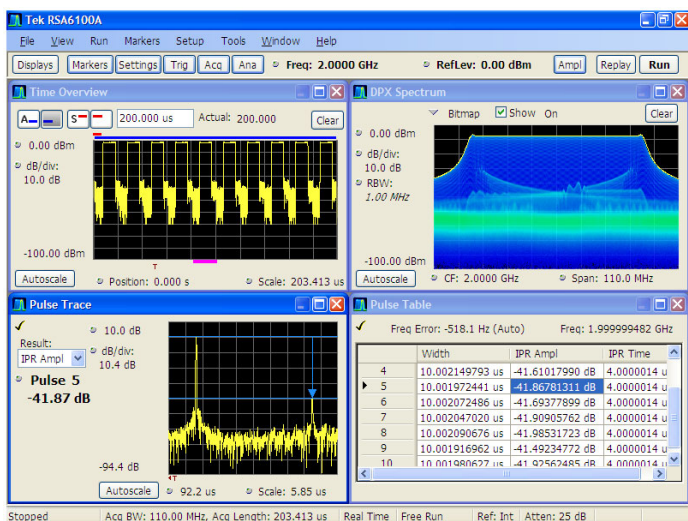 Tek RSA6100A
File View Run Markers Setup Tools Window Help
Displays Markers Settings Trig Acq Ana Freq: 2.0000 GHz RefLev: 0.00 dBm Ampl Replay Run
Time Overview
A S 200.000 us Actual: 200.000 Clear
0.00 dBm
dB/div:
10.0 dB
-100.00 dBm
T
Autoscale Position: 0.000 s Scale: 203.413 us
DPX Spectrum
Bitmap Show On Clear
0.00 dBm
dB/div:
10.0 dB
RBW:
1.00 MHz
-100.00 dBm
Autoscale CF: 2.0000 GHz Span: 110.0 MHz
Pulse Trace
Result:
IPR Ampl
Pulse 5
-41.87 dB
10.0 dB
dB/div:
10.4 dB
-94.4 dB
T
Autoscale 92.2 us Scale: 5.85 us
Pulse Table
Freq Error: -518.1 Hz (Auto) Freq: 1.999999482 GHz
Width IPR Ampl IPR Time
4 10.002149793 us -41.61017990 dB 4.0000014 u
5 10.001972441 us -41.86781311 dB 4.0000014 u
6 10.002072486 us -41.69377899 dB 4.0000014 u
7 10.002047020 us -41.90905762 dB 4.0000014 u
8 10.002090676 us -41.98531723 dB 4.0000014 u
9 10.001916962 us -41.49234772 dB 4.0000014 u
10 10.001980627 us -41.92562485 dB 4.0000014 u
Stopped Acq BW: 110.00 MHz, Acq Length: 203.413 us Real Time Free Run Ref: Int Atten: 25 dB